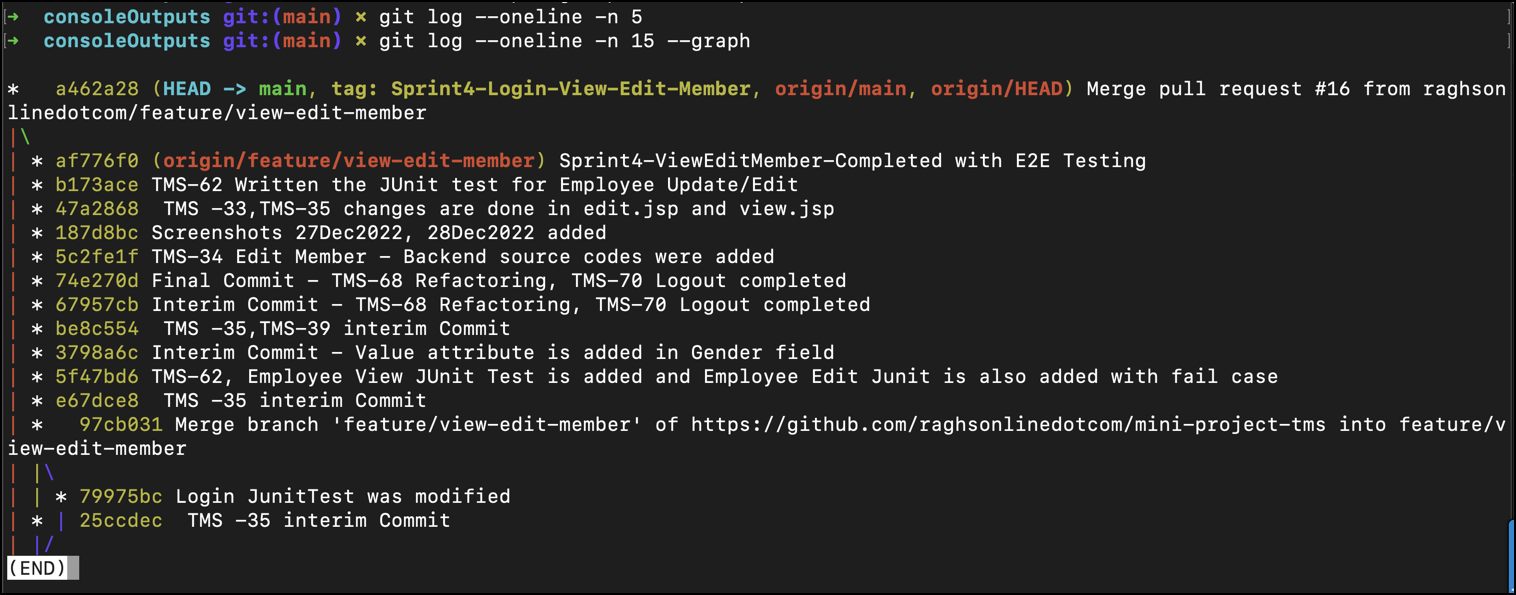 [→ consoleOutputs git:(main) × git log --oneline -n 5 ]
[→ consoleOutputs git:(main) × git log --oneline -n 15 --graph ]
*   a462a28 (HEAD -> main, tag: Sprint4-Login-View-Edit-Member, origin/main, origin/HEAD) Merge pull request #16 from raghson
linedotcom/feature/view-edit-member
|\
| * af776f0 (origin/feature/view-edit-member) Sprint4-ViewEditMember-Completed with E2E Testing
| * b173ace TMS-62 Written the JUnit test for Employee Update/Edit
| * 47a2868  TMS -33,TMS-35 changes are done in edit.jsp and view.jsp
| * 187d8bc Screenshots 27Dec2022, 28Dec2022 added
| * 5c2fe1f TMS-34 Edit Member - Backend source codes were added
| * 74e270d Final Commit - TMS-68 Refactoring, TMS-70 Logout completed
| * 67957cb Interim Commit - TMS-68 Refactoring, TMS-70 Logout completed
| * be8c554  TMS -35,TMS-39 interim Commit
| * 3798a6c Interim Commit - Value attribute is added in Gender field
| * 5f47bd6 TMS-62, Employee View JUnit Test is added and Employee Edit Junit is also added with fail case
| * e67dce8  TMS -35 interim Commit
| *   97cb031 Merge branch 'feature/view-edit-member' of https://github.com/raghsonlinedotcom/mini-project-tms into feature/v
iew-edit-member
| |\
| | * 79975bc Login JunitTest was modified
| * | 25ccdec  TMS -35 interim Commit
| |/
(END)